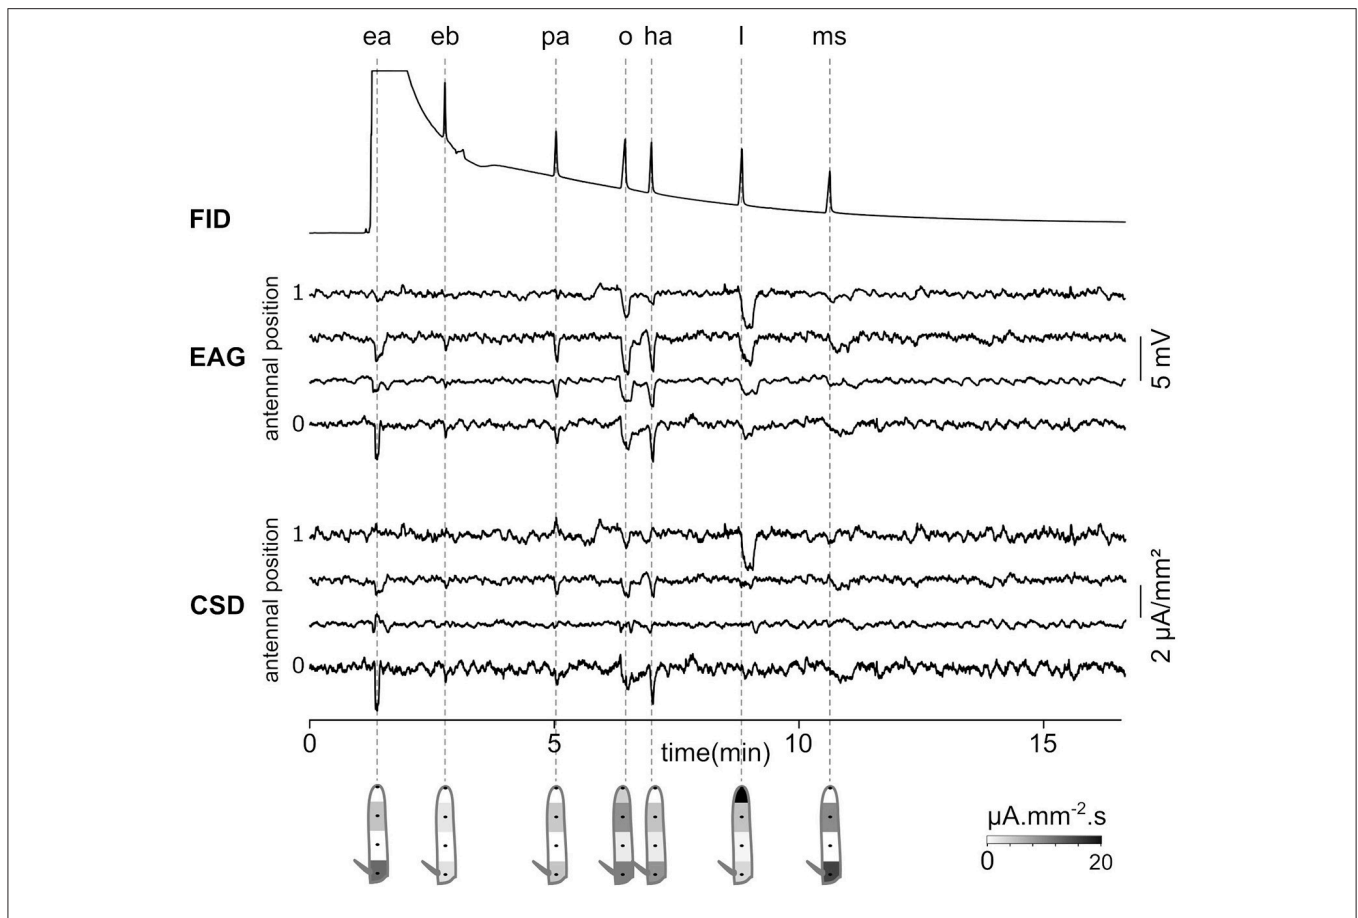 ea eb pa o ha l ms
FID
EAG
antennal position
1
0
5 mV
CSD
antennal position
1
0
2 µA/mm²
0 5 10 15
time(min)
µA.mm⁻².s
0 20